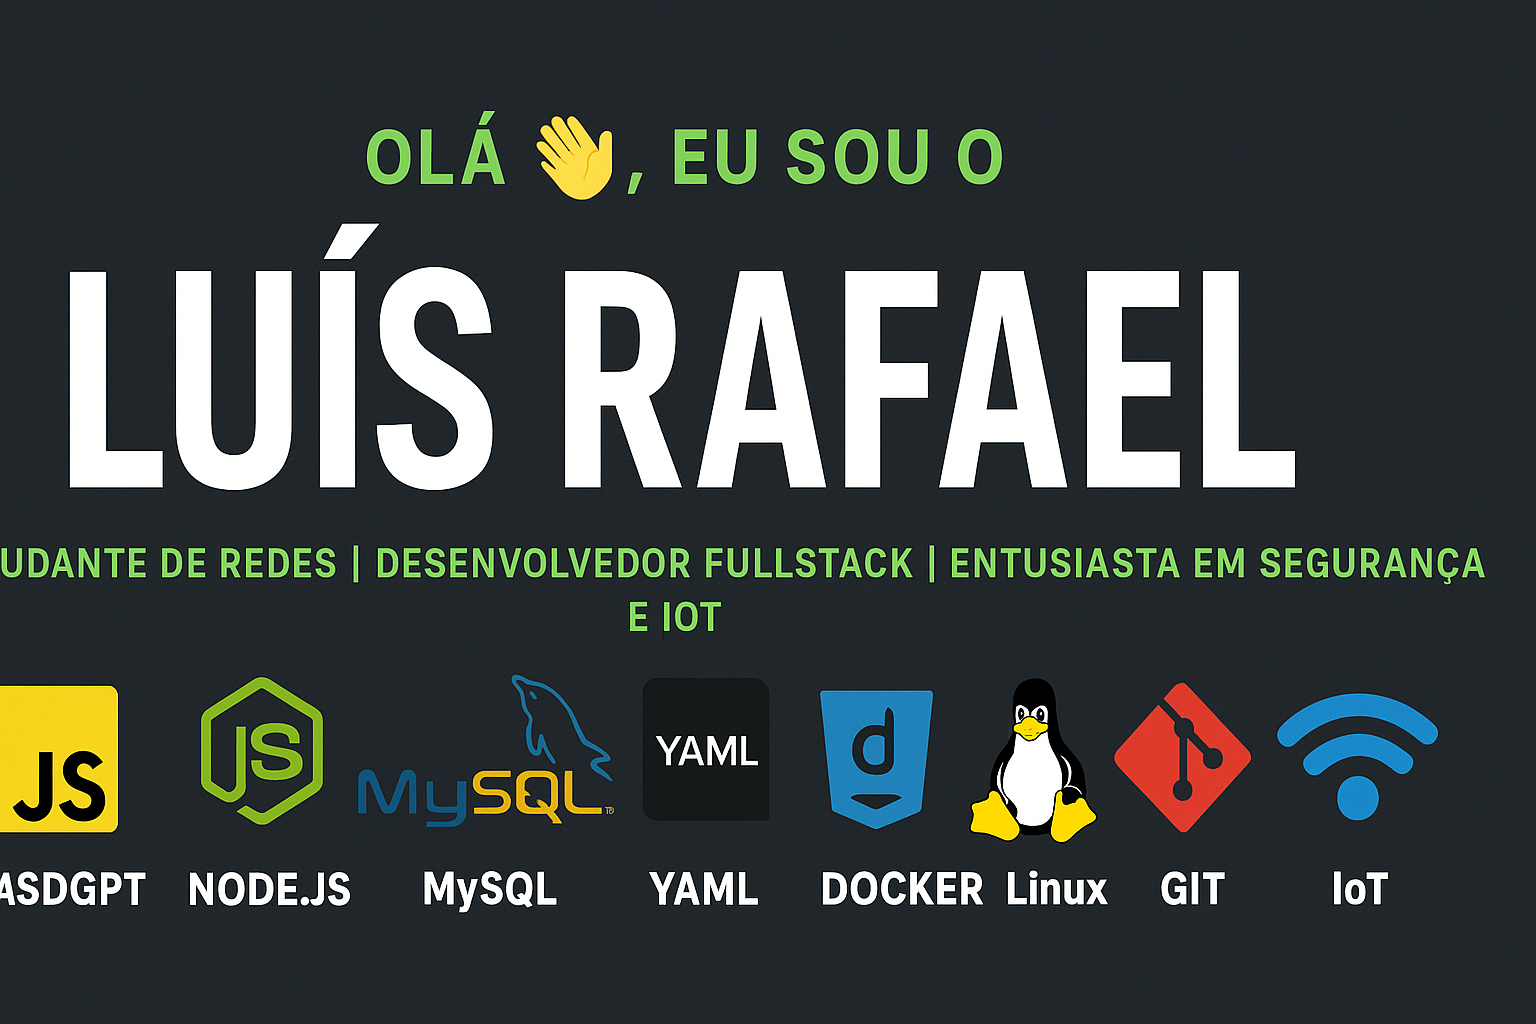 OLÁ 👋, EU SOU O
LUÍS RAFAEL
UDANTE DE REDES | DESENVOLVEDOR FULLSTACK | ENTUSIASTA EM SEGURANÇA
E IOT
JS
JS
MySQL
YAML
d
ASDGPT NODE.JS MySQL YAML DOCKER Linux GIT IoT